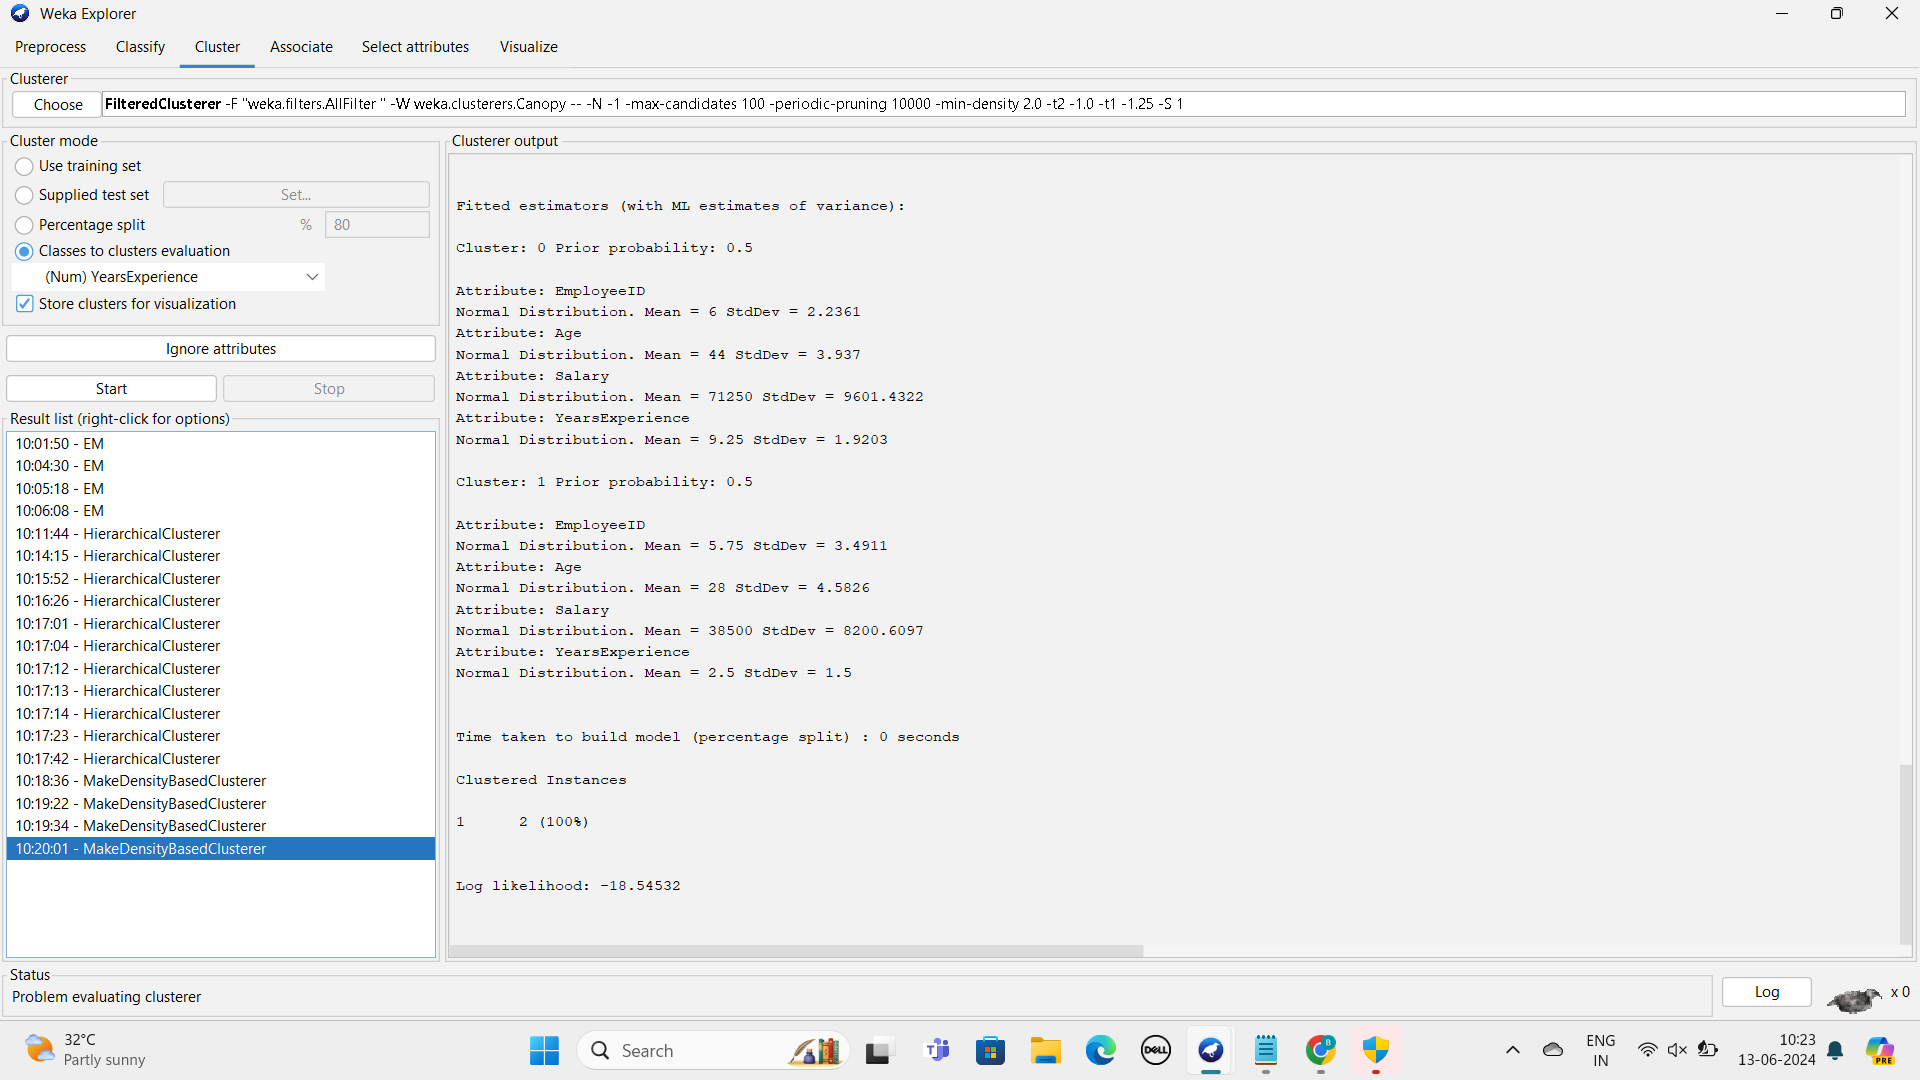 Weka Explorer
Preprocess Classify Cluster Associate Select attributes Visualize
Clusterer
Choose FilteredClusterer -F "weka.filters.AllFilter " -W weka.clusterers.Canopy -- -N -1 -max-candidates 100 -periodic-pruning 10000 -min-density 2.0 -t2 -1.0 -t1 -1.25 -S 1
Cluster mode
Use training set
Supplied test set Set...
Percentage split % 80
Classes to clusters evaluation
(Num) YearsExperience
Store clusters for visualization
Ignore attributes
Start Stop
Result list (right-click for options)
10:01:50 - EM
10:04:30 - EM
10:05:18 - EM
10:06:08 - EM
10:11:44 - HierarchicalClusterer
10:14:15 - HierarchicalClusterer
10:15:52 - HierarchicalClusterer
10:16:26 - HierarchicalClusterer
10:17:01 - HierarchicalClusterer
10:17:04 - HierarchicalClusterer
10:17:12 - HierarchicalClusterer
10:17:13 - HierarchicalClusterer
10:17:14 - HierarchicalClusterer
10:17:23 - HierarchicalClusterer
10:17:42 - HierarchicalClusterer
10:18:36 - MakeDensityBasedClusterer
10:19:22 - MakeDensityBasedClusterer
10:19:34 - MakeDensityBasedClusterer
10:20:01 - MakeDensityBasedClusterer
Clusterer output
Fitted estimators (with ML estimates of variance):
Cluster: 0 Prior probability: 0.5
Attribute: EmployeeID
Normal Distribution. Mean = 6 StdDev = 2.2361
Attribute: Age
Normal Distribution. Mean = 44 StdDev = 3.937
Attribute: Salary
Normal Distribution. Mean = 71250 StdDev = 9601.4322
Attribute: YearsExperience
Normal Distribution. Mean = 9.25 StdDev = 1.9203
Cluster: 1 Prior probability: 0.5
Attribute: EmployeeID
Normal Distribution. Mean = 5.75 StdDev = 3.4911
Attribute: Age
Normal Distribution. Mean = 28 StdDev = 4.5826
Attribute: Salary
Normal Distribution. Mean = 38500 StdDev = 8200.6097
Attribute: YearsExperience
Normal Distribution. Mean = 2.5 StdDev = 1.5
Time taken to build model (percentage split) : 0 seconds
Clustered Instances
1 2 (100%)
Log likelihood: -18.54532
Status
Problem evaluating clusterer
Log
x 0
32°C
Partly sunny
Search
DELL
B
ENG
IN
10:23
13-06-2024
PRE